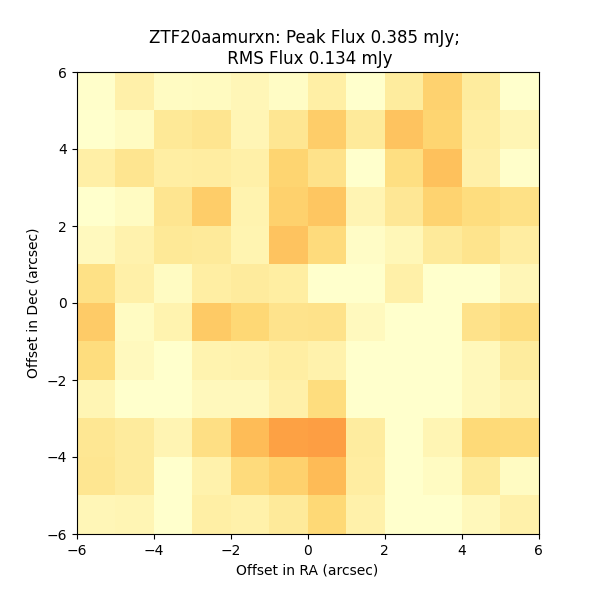 ZTF20aamurxn: Peak Flux 0.385 mJy;
RMS Flux 0.134 mJy
6
4
2
0
−2
−4
−6
Offset in Dec (arcsec)
−6 −4 −2 0 2 4 6
Offset in RA (arcsec)